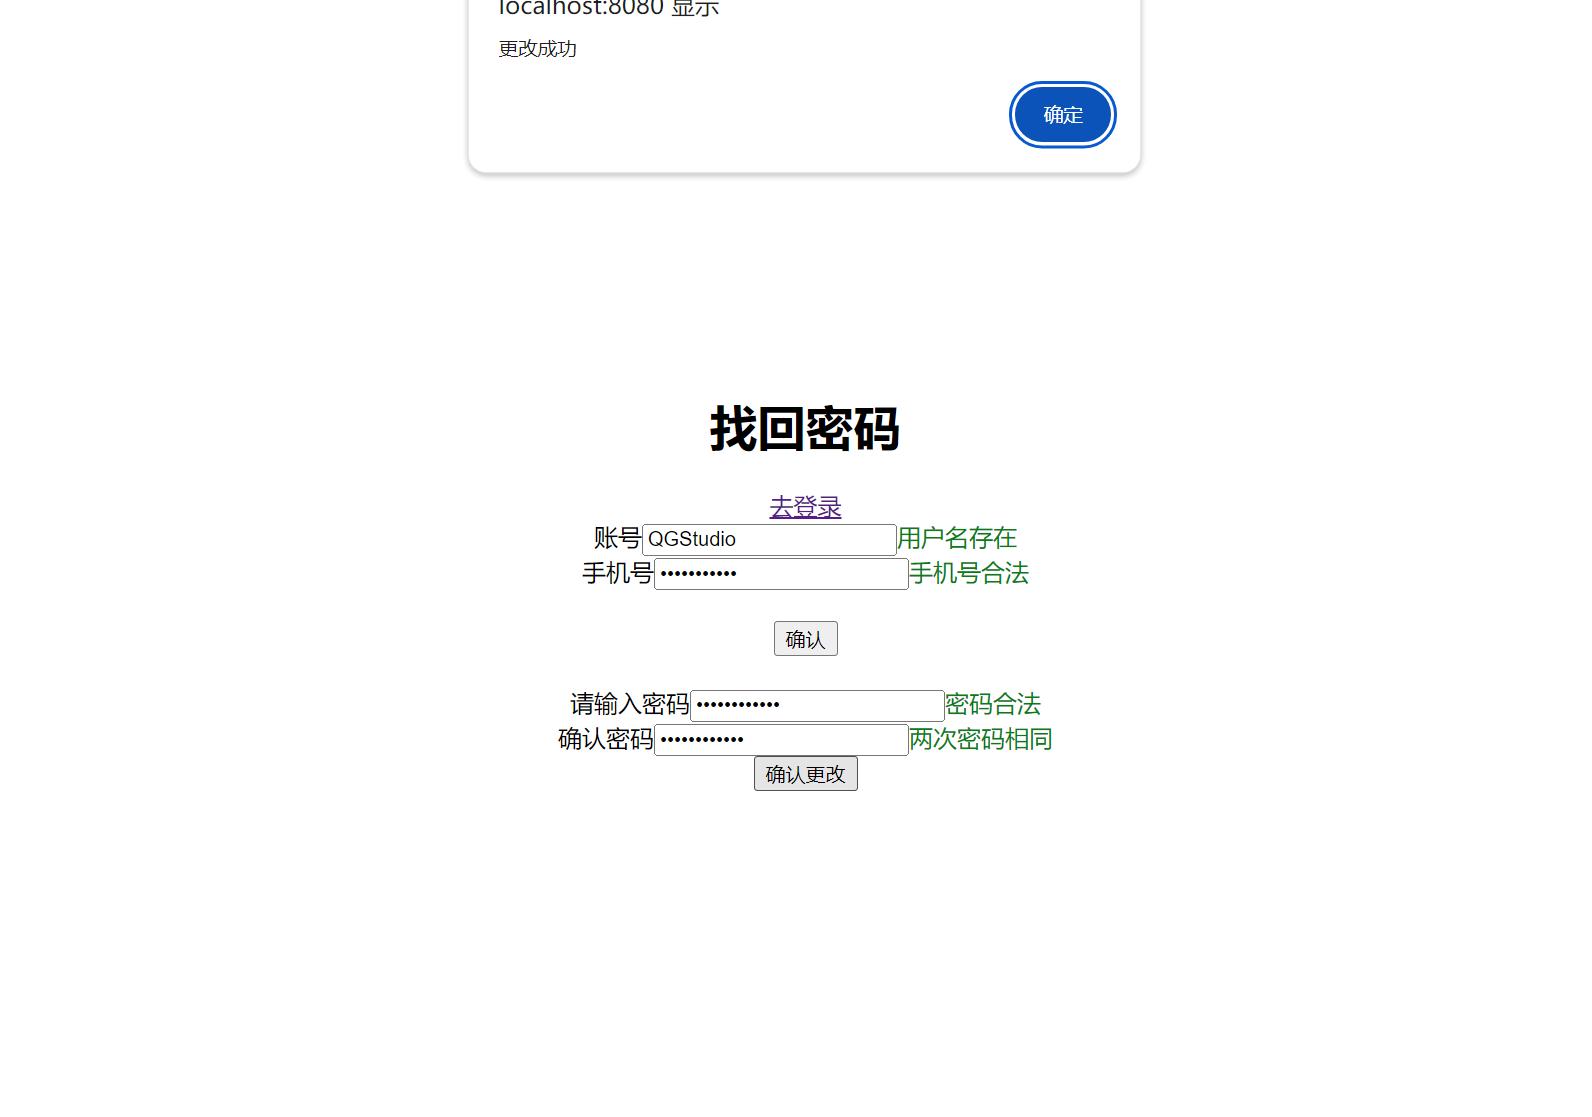 localhost:8080 显示
更改成功
确定
找回密码
去登录
账号 QGStudio 用户名存在
手机号 ••••••••••• 手机号合法
确认
请输入密码 •••••••••••• 密码合法
确认密码 •••••••••••• 两次密码相同
确认更改